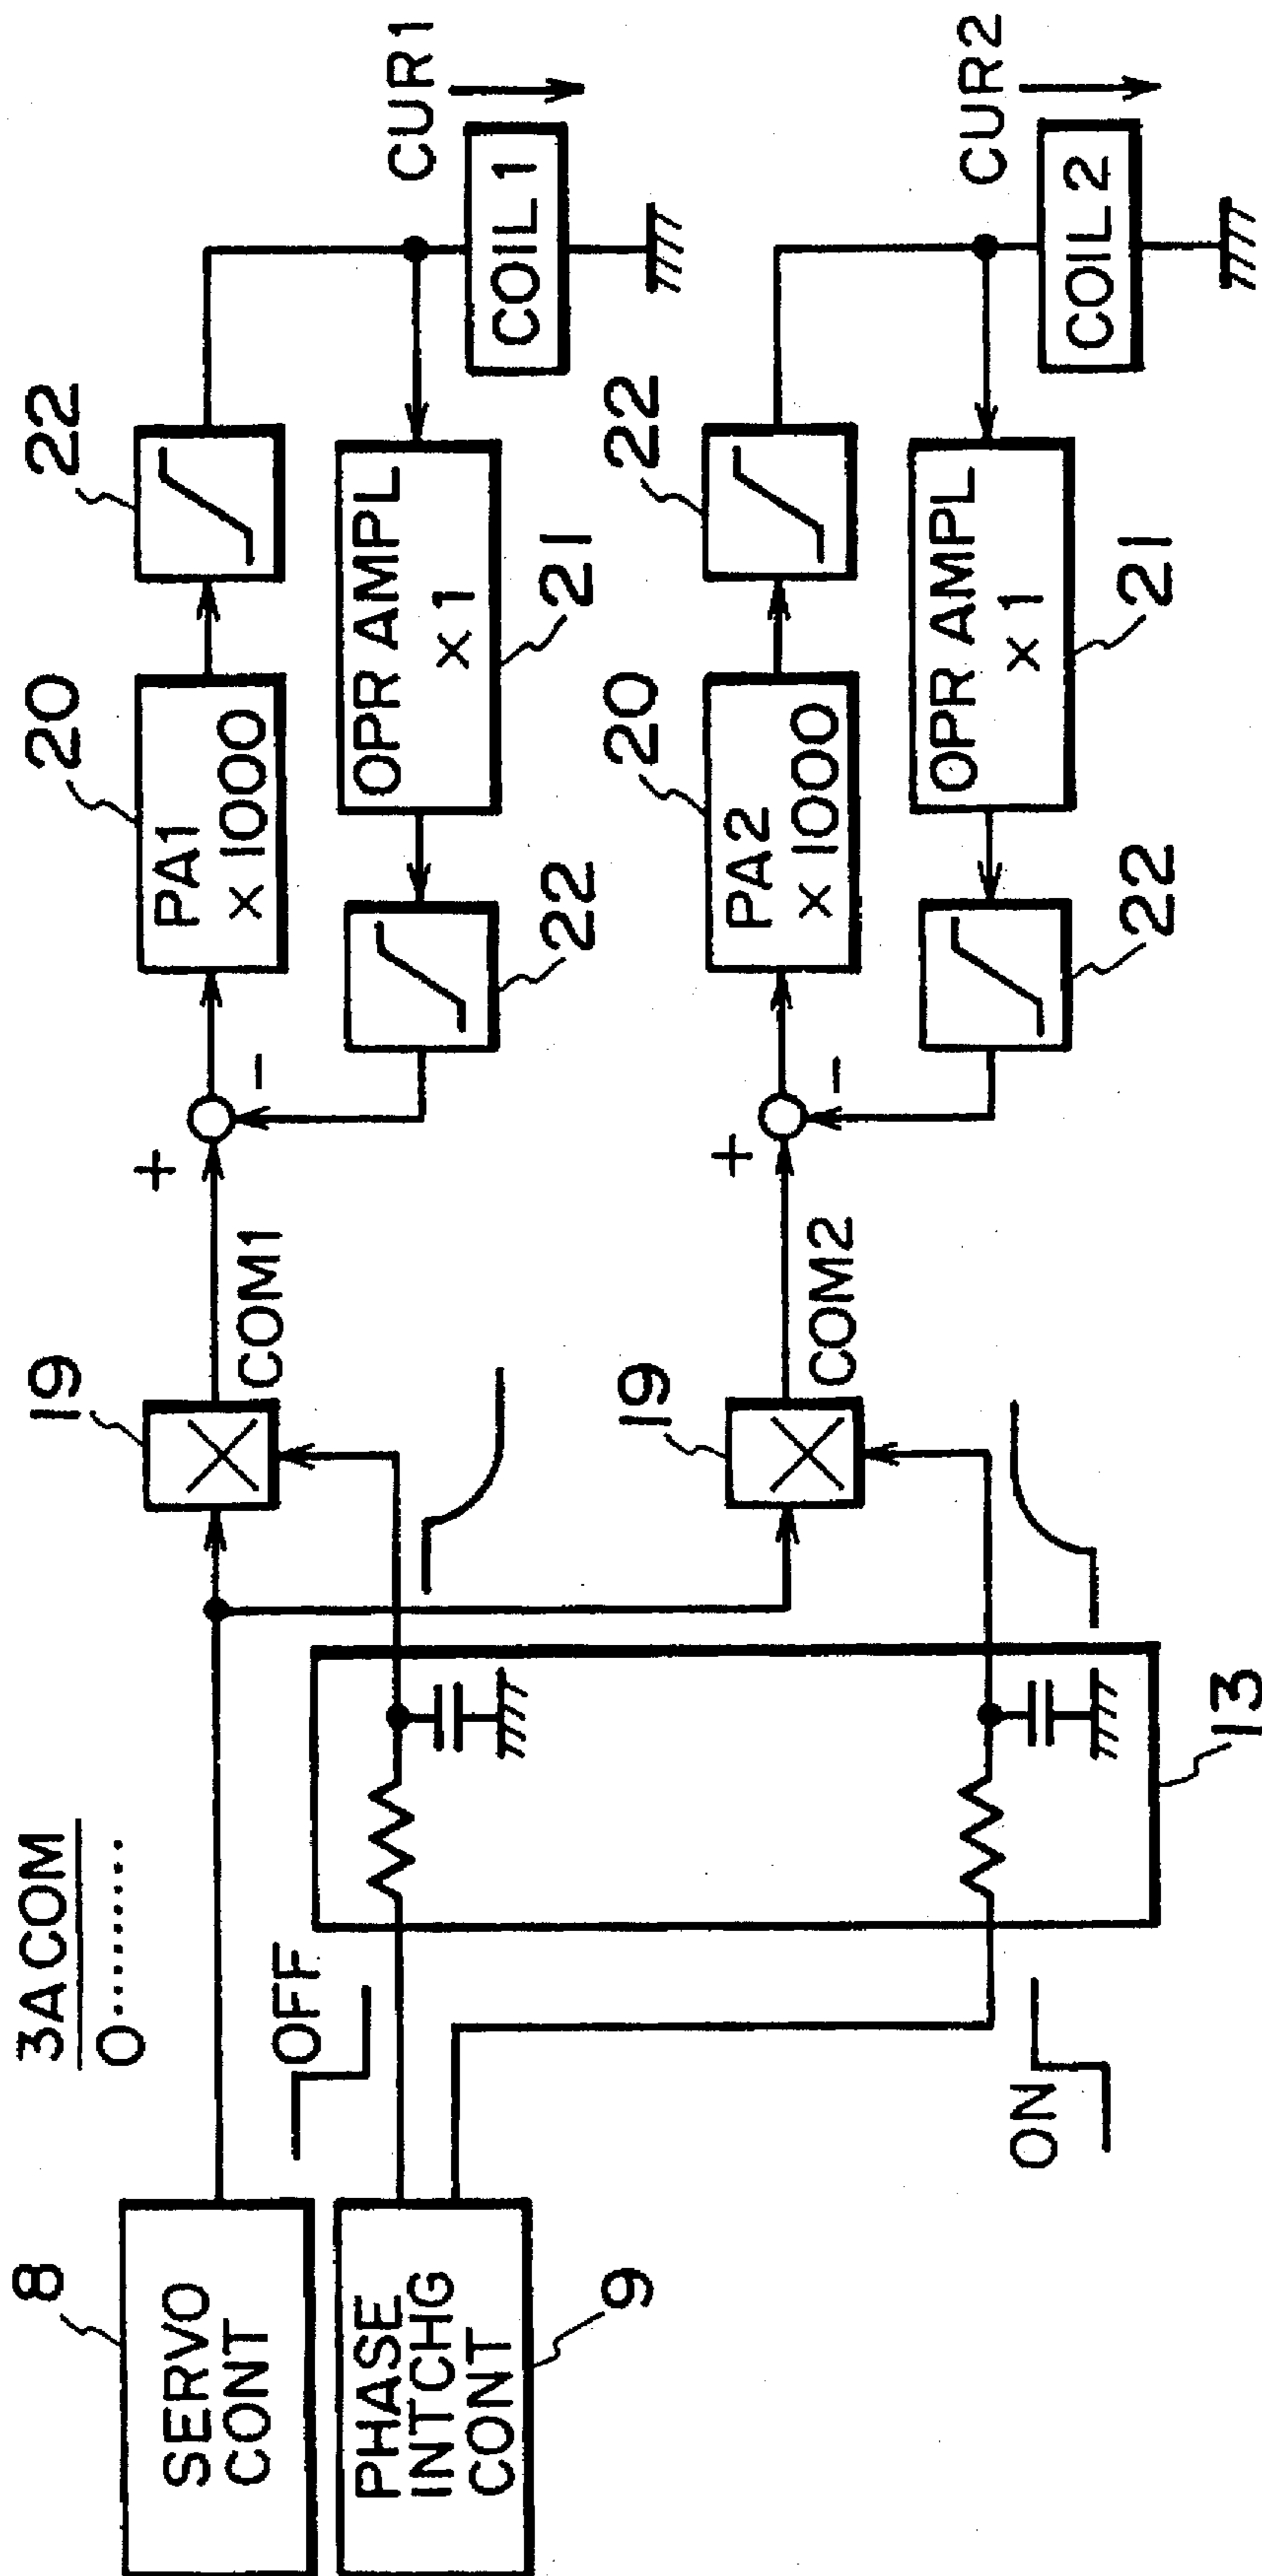 8
SERVO
CONT
9
PHASE
INTCHG
CONT
3A COM
0
OFF
ON
13
19
COM1
+
-
20
PA1
×1000
22
OPR AMPL
×1
21
22
CUR1
COIL 1
19
COM2
+
-
20
PA2
×1000
22
OPR AMPL
×1
21
22
CUR2
COIL 2